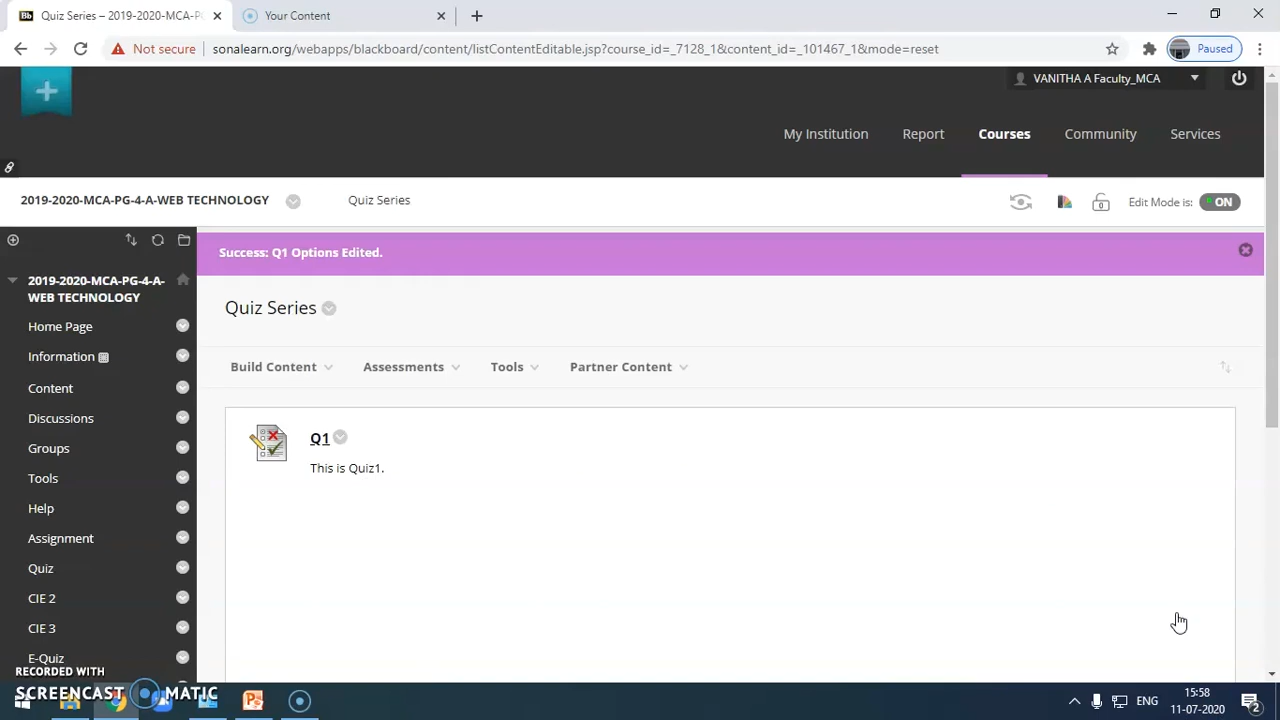 Bb Quiz Series – 2019-2020-MCA-P
Your Content
Not secure
sonalearn.org/webapps/blackboard/content/listContentEditable.jsp?course_id=_7128_1&content_id=_101467_1&mode=reset
Paused
VANITHA A Faculty_MCA
My Institution
Report
Courses
Community
Services
2019-2020-MCA-PG-4-A-WEB TECHNOLOGY
Quiz Series
Edit Mode is:
ON
Success: Q1 Options Edited.
2019-2020-MCA-PG-4-A-
WEB TECHNOLOGY
Home Page
Information
Content
Discussions
Groups
Tools
Help
Assignment
Quiz
CIE 2
CIE 3
E-Quiz
Quiz Series
Build Content
Assessments
Tools
Partner Content
Q1
This is Quiz1.
RECORDED WITH
SCREENCAST MATIC
ENG
15:58
11-07-2020
2